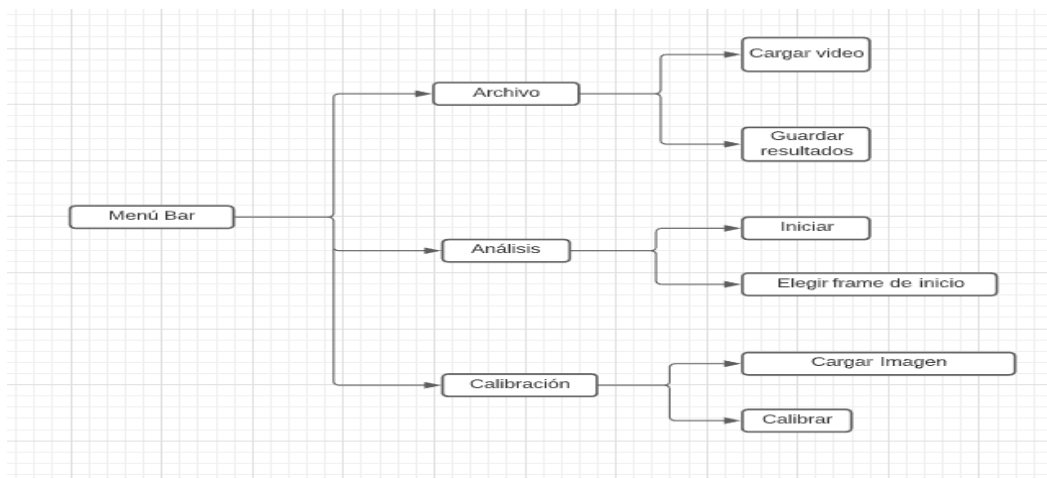 Menú Bar
Archivo
Cargar video
Guardar
resultados
Análisis
Iniciar
Elegir frame de inicio
Calibración
Cargar Imagen
Calibrar